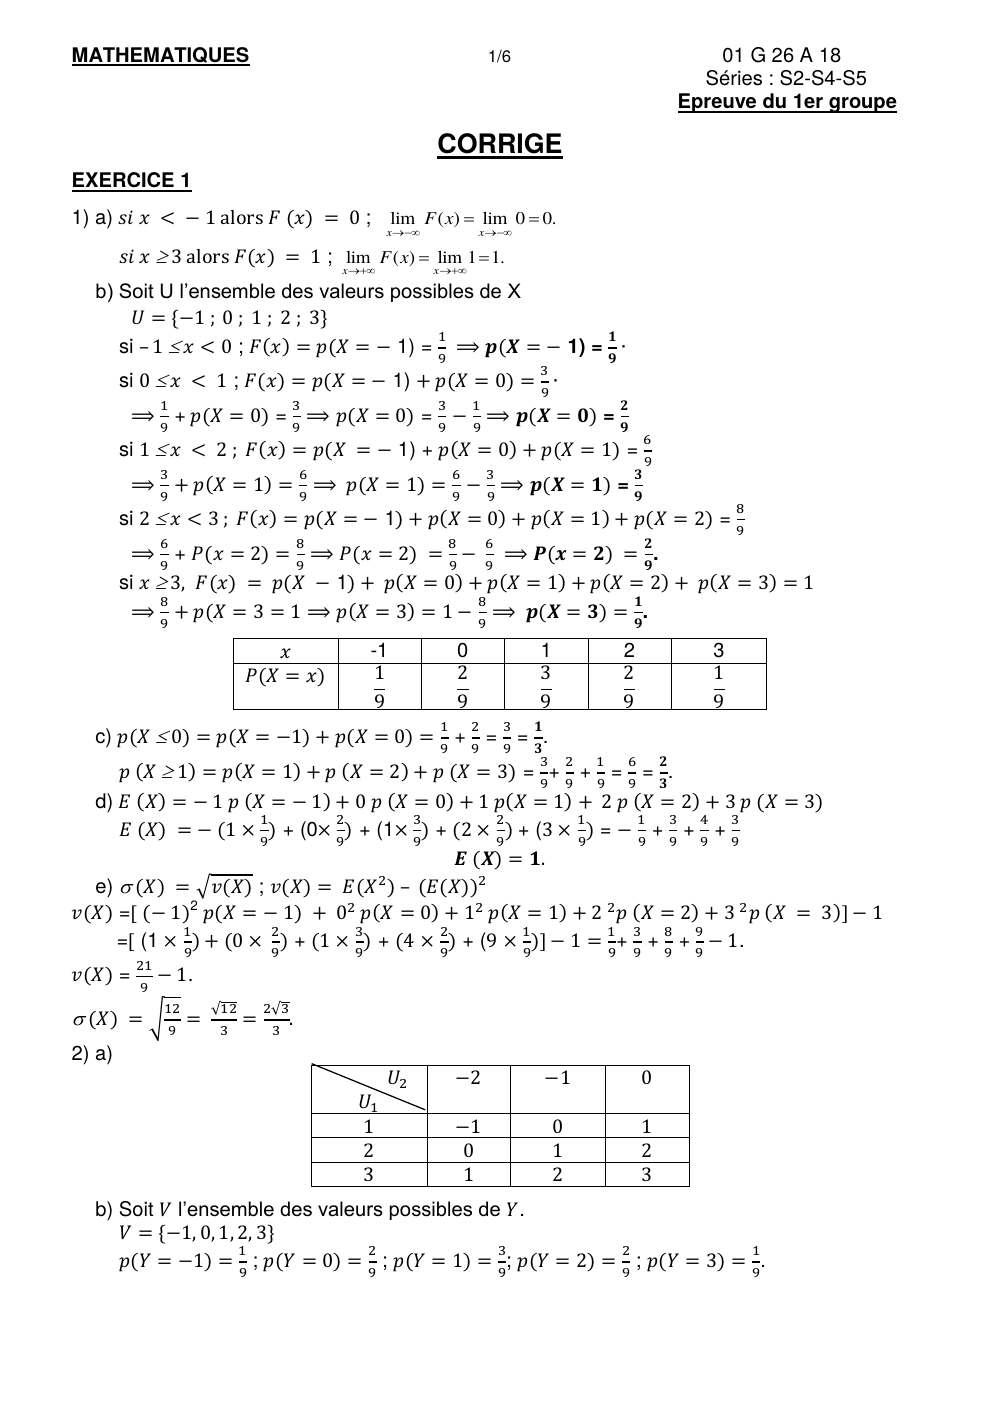 MATHEMATIQUES 1/6 01 G 26 A 18
Séries : S2-S4-S5
Epreuve du 1er groupe
CORRIGE
EXERCICE 1
1) a) si x < − 1 alors F (x) = 0 ; lim_{x→−∞} F(x) = lim_{x→−∞} 0 = 0.
si x ≥3 alors F(x) = 1 ; lim_{x→+∞} F(x) = lim_{x→+∞} 1 = 1.
b) Soit U l’ensemble des valeurs possibles de X
U = {−1 ; 0 ; 1 ; 2 ; 3}
si – 1 ≤x < 0 ; F(x) = p(X = − 1) = 1/9 ⟹ p(X = − 1) = 1/9 .
si 0 ≤x < 1 ; F(x) = p(X = − 1) + p(X = 0) = 3/9 .
⟹ 1/9 + p(X = 0) = 3/9 ⟹ p(X = 0) = 3/9 − 1/9 ⟹ p(X = 0) = 2/9
si 1 ≤x < 2 ; F(x) = p(X = − 1) + p(X = 0) + p(X = 1) = 6/9
⟹ 3/9 + p(X = 1) = 6/9 ⟹ p(X = 1) = 6/9 − 3/9 ⟹ p(X = 1) = 3/9
si 2 ≤x < 3 ; F(x) = p(X = − 1) + p(X = 0) + p(X = 1) + p(X = 2) = 8/9
⟹ 6/9 + P(x = 2) = 8/9 ⟹ P(x = 2) = 8/9 − 6/9 ⟹ P(x = 2) = 2/9.
si x ≥3, F(x) = p(X − 1) + p(X = 0) + p(X = 1) + p(X = 2) + p(X = 3) = 1
⟹ 8/9 + p(X = 3 = 1 ⟹ p(X = 3) = 1 − 8/9 ⟹ p(X = 3) = 1/9.
x -1 0 1 2 3
P(X = x) 1/9 2/9 3/9 2/9 1/9
c) p(X ≤0) = p(X = −1) + p(X = 0) = 1/9 + 2/9 = 3/9 = 1/3.
p (X ≥1) = p(X = 1) + p (X = 2) + p (X = 3) = 3/9 + 2/9 + 1/9 = 6/9 = 2/3.
d) E (X) = − 1 p (X = − 1) + 0 p (X = 0) + 1 p(X = 1) + 2 p (X = 2) + 3 p (X = 3)
E (X) = − (1 × 1/9) + (0× 2/9) + (1× 3/9) + (2 × 2/9) + (3 × 1/9) = − 1/9 + 3/9 + 4/9 + 3/9
E (X) = 1.
e) σ(X) = √v(X) ; v(X) = E(X²) – (E(X))²
v(X) =[ (− 1)² p(X = − 1) + 0² p(X = 0) + 1² p(X = 1) + 2 ²p (X = 2) + 3 ²p (X = 3)] − 1
=[ (1 × 1/9) + (0 × 2/9) + (1 × 3/9) + (4 × 2/9) + (9 × 1/9)] − 1 = 1/9 + 3/9 + 8/9 + 9/9 − 1.
v(X) = 21/9 − 1.
σ(X) = √(12/9) = √12/3 = 2√3/3.
2) a)
U₂ −2 −1 0
U₁
1 −1 0 1
2 0 1 2
3 1 2 3
b) Soit V l’ensemble des valeurs possibles de Y .
V = {−1, 0, 1, 2, 3}
p(Y = −1) = 1/9 ; p(Y = 0) = 2/9 ; p(Y = 1) = 3/9; p(Y = 2) = 2/9 ; p(Y = 3) = 1/9.